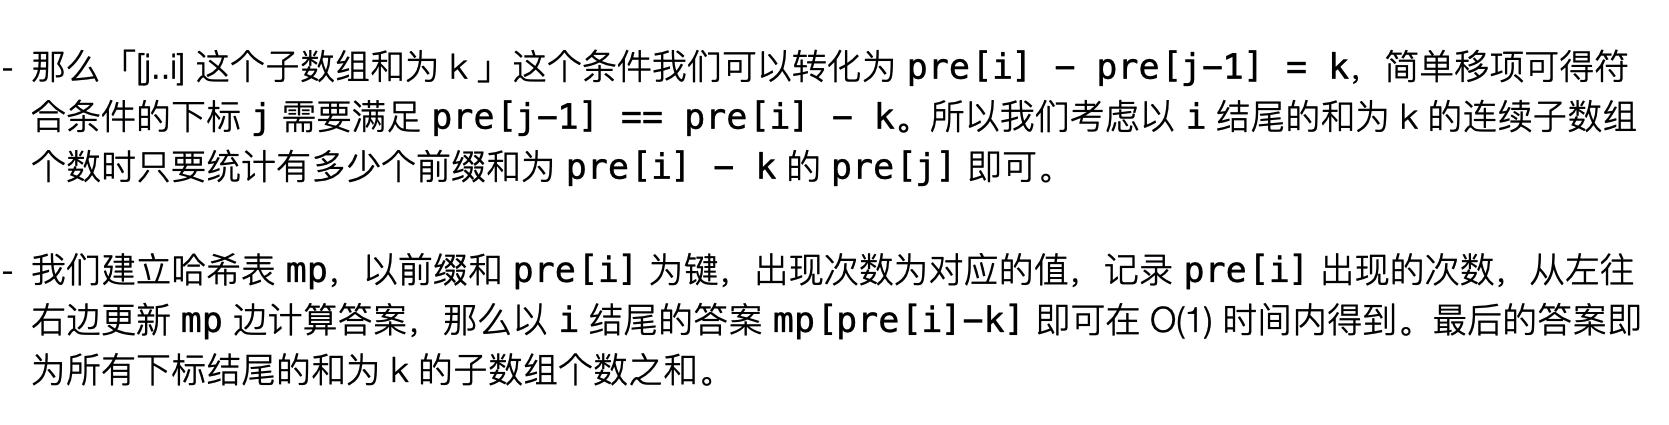 - 那么「[j..i] 这个子数组和为 k 」这个条件我们可以转化为 pre[i] - pre[j-1] = k，简单移项可得符
合条件的下标 j 需要满足 pre[j-1] == pre[i] - k。所以我们考虑以 i 结尾的和为 k 的连续子数组
个数时只要统计有多少个前缀和为 pre[i] - k 的 pre[j] 即可。
- 我们建立哈希表 mp，以前缀和 pre[i] 为键，出现次数为对应的值，记录 pre[i] 出现的次数，从左往
右边更新 mp 边计算答案，那么以 i 结尾的答案 mp[pre[i]-k] 即可在 O(1) 时间内得到。最后的答案即
为所有下标结尾的和为 k 的子数组个数之和。